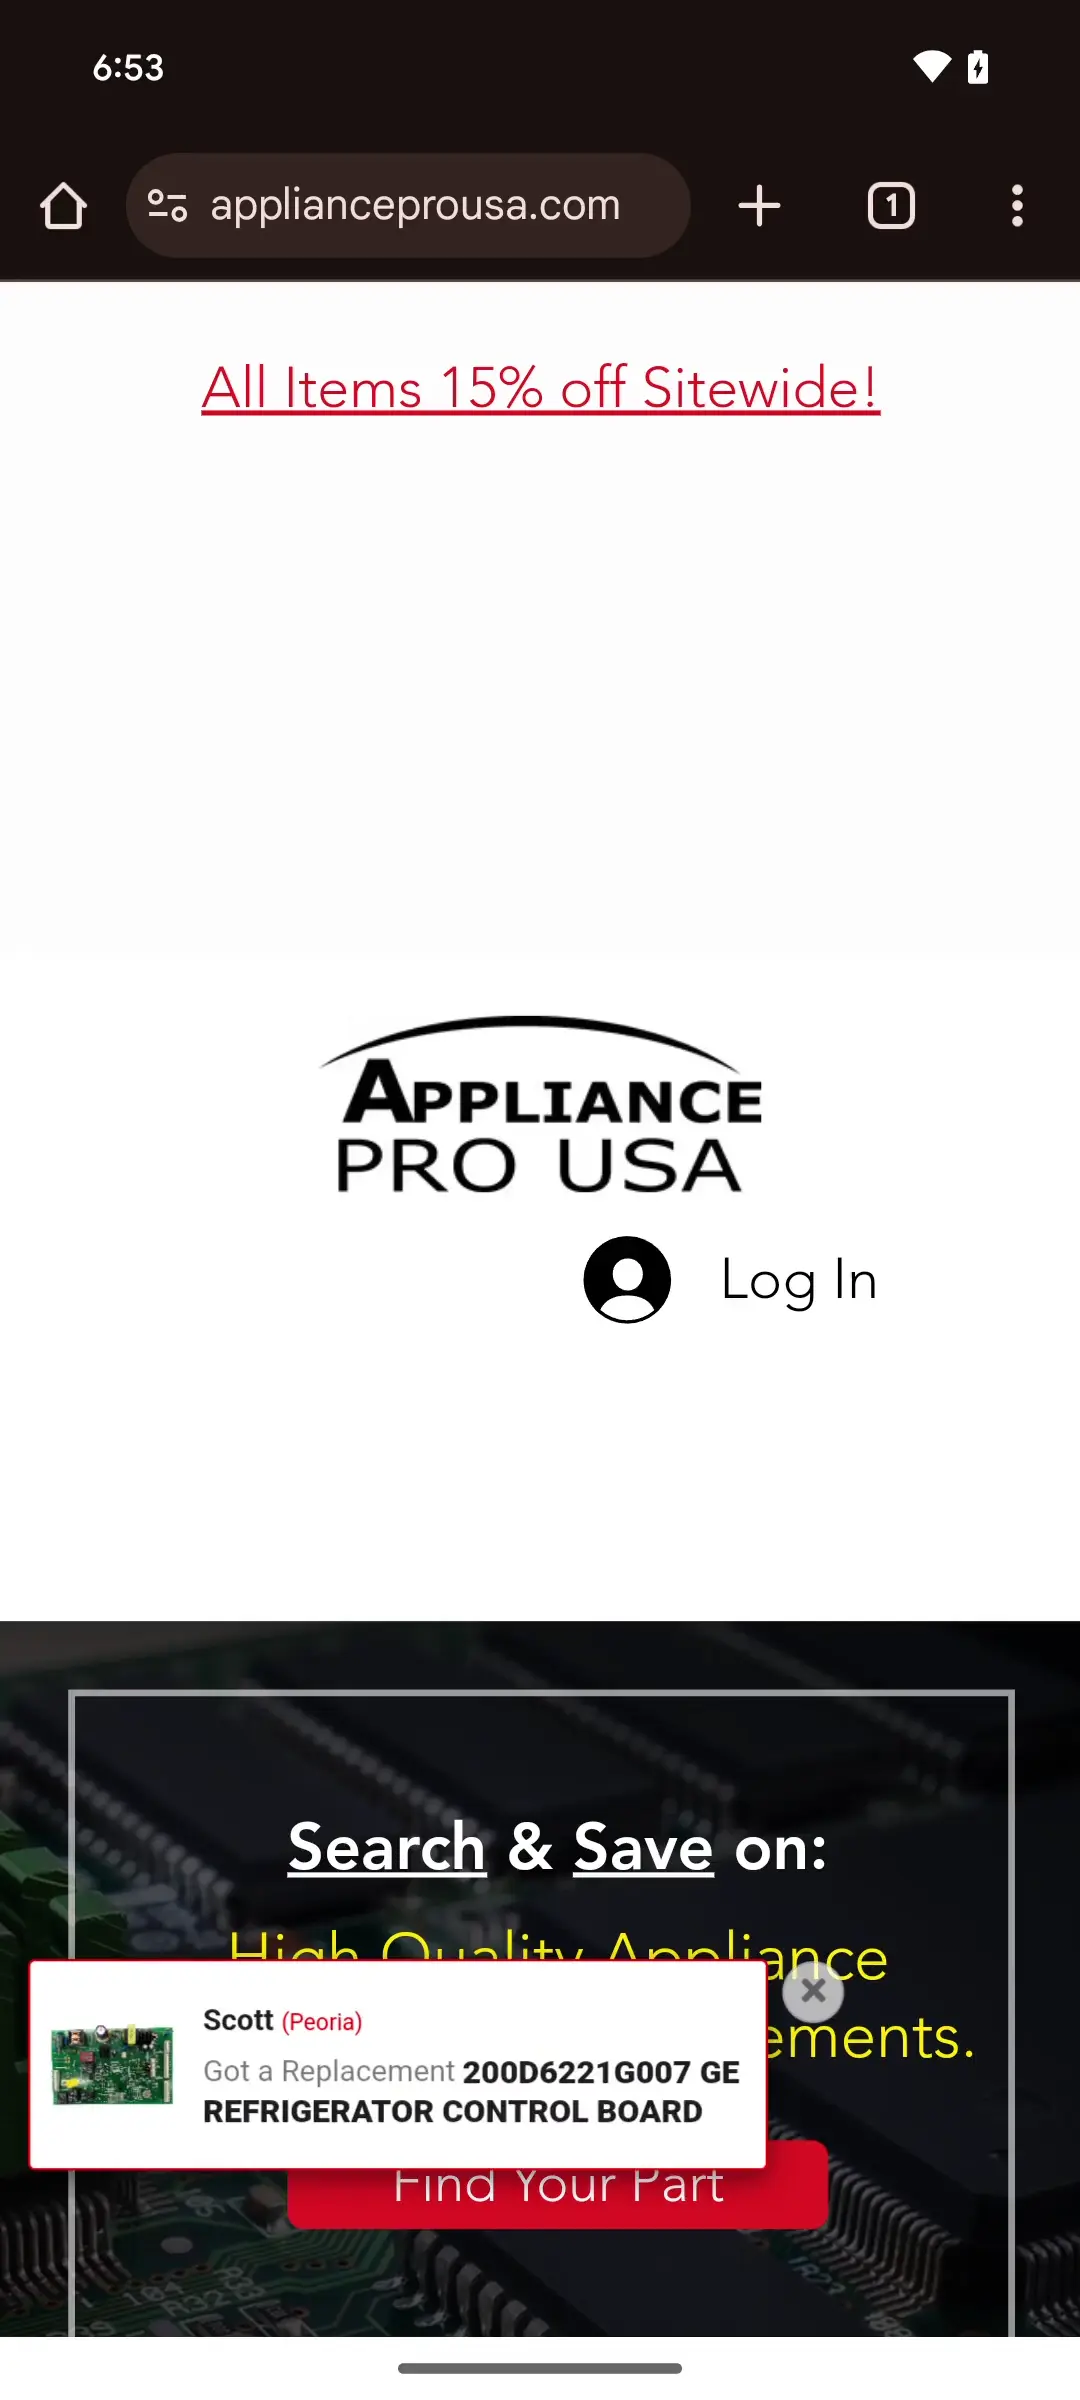 6:53
applianceprousa.com
1
All Items 15% off Sitewide!
APPLIANCE
PRO USA
Log In
Search & Save on:
High Quality Appliance
ements.
Scott (Peoria)
Got a Replacement 200D6221G007 GE
REFRIGERATOR CONTROL BOARD
Find Your Part